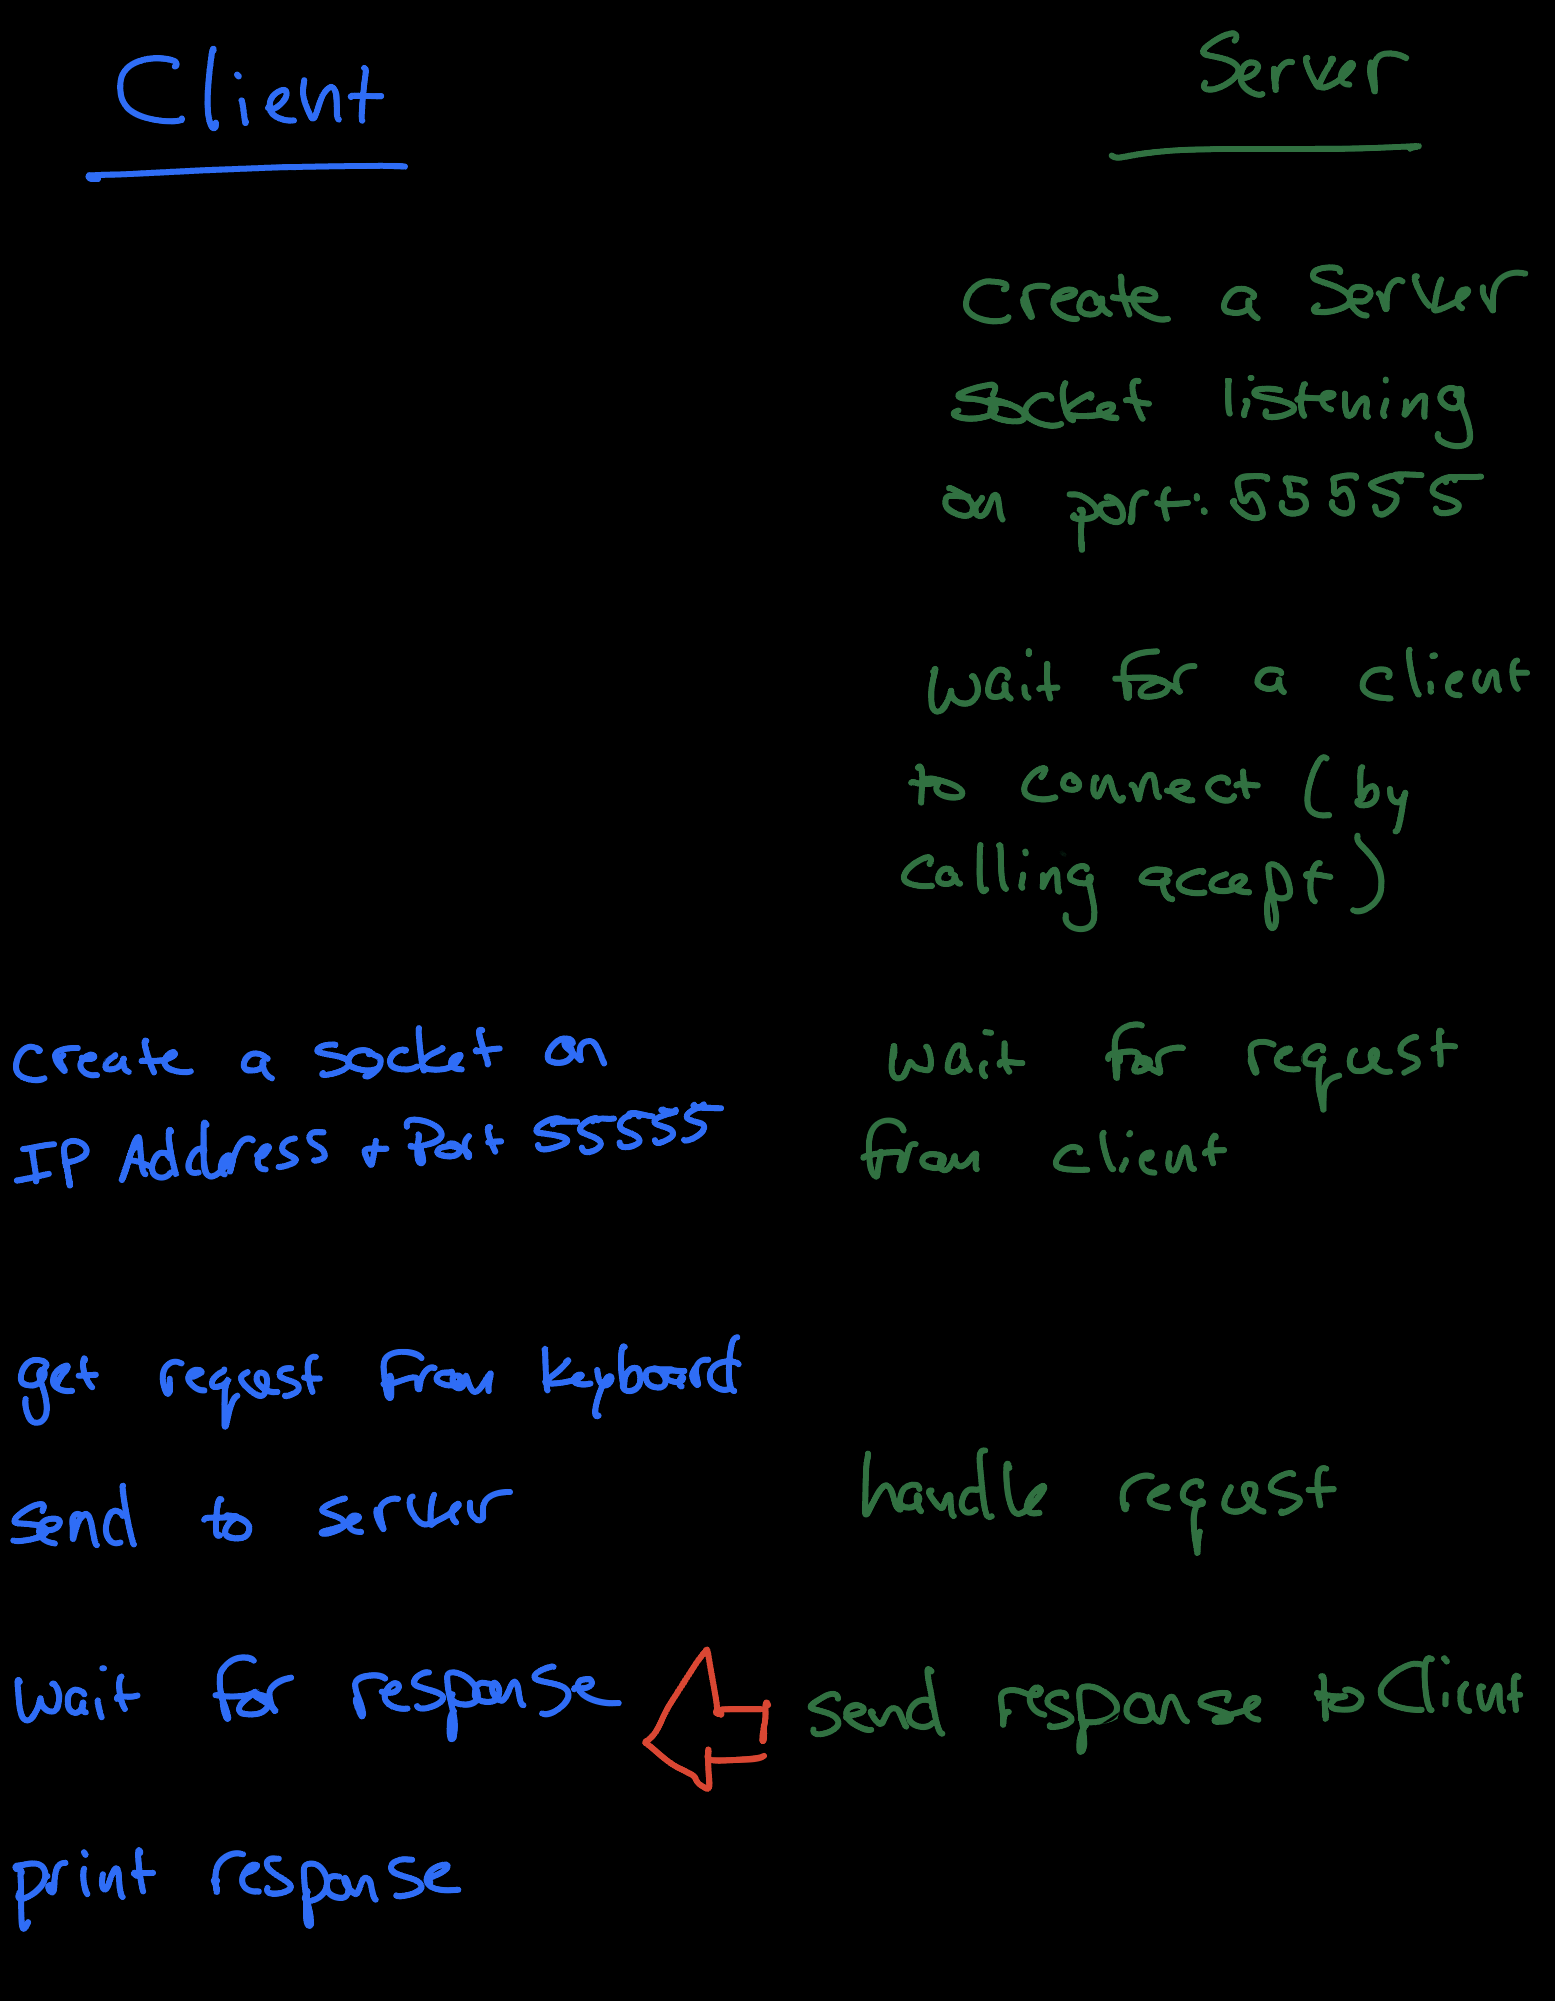 Client
Server
Create a Server
Socket listening
on port: 55555
wait for a client
to connect (by
calling accept)
create a socket on
IP Address + Port 55555
wait for request
from client
get request from keyboard
send to server
handle request
wait for response
send response to Client
print response